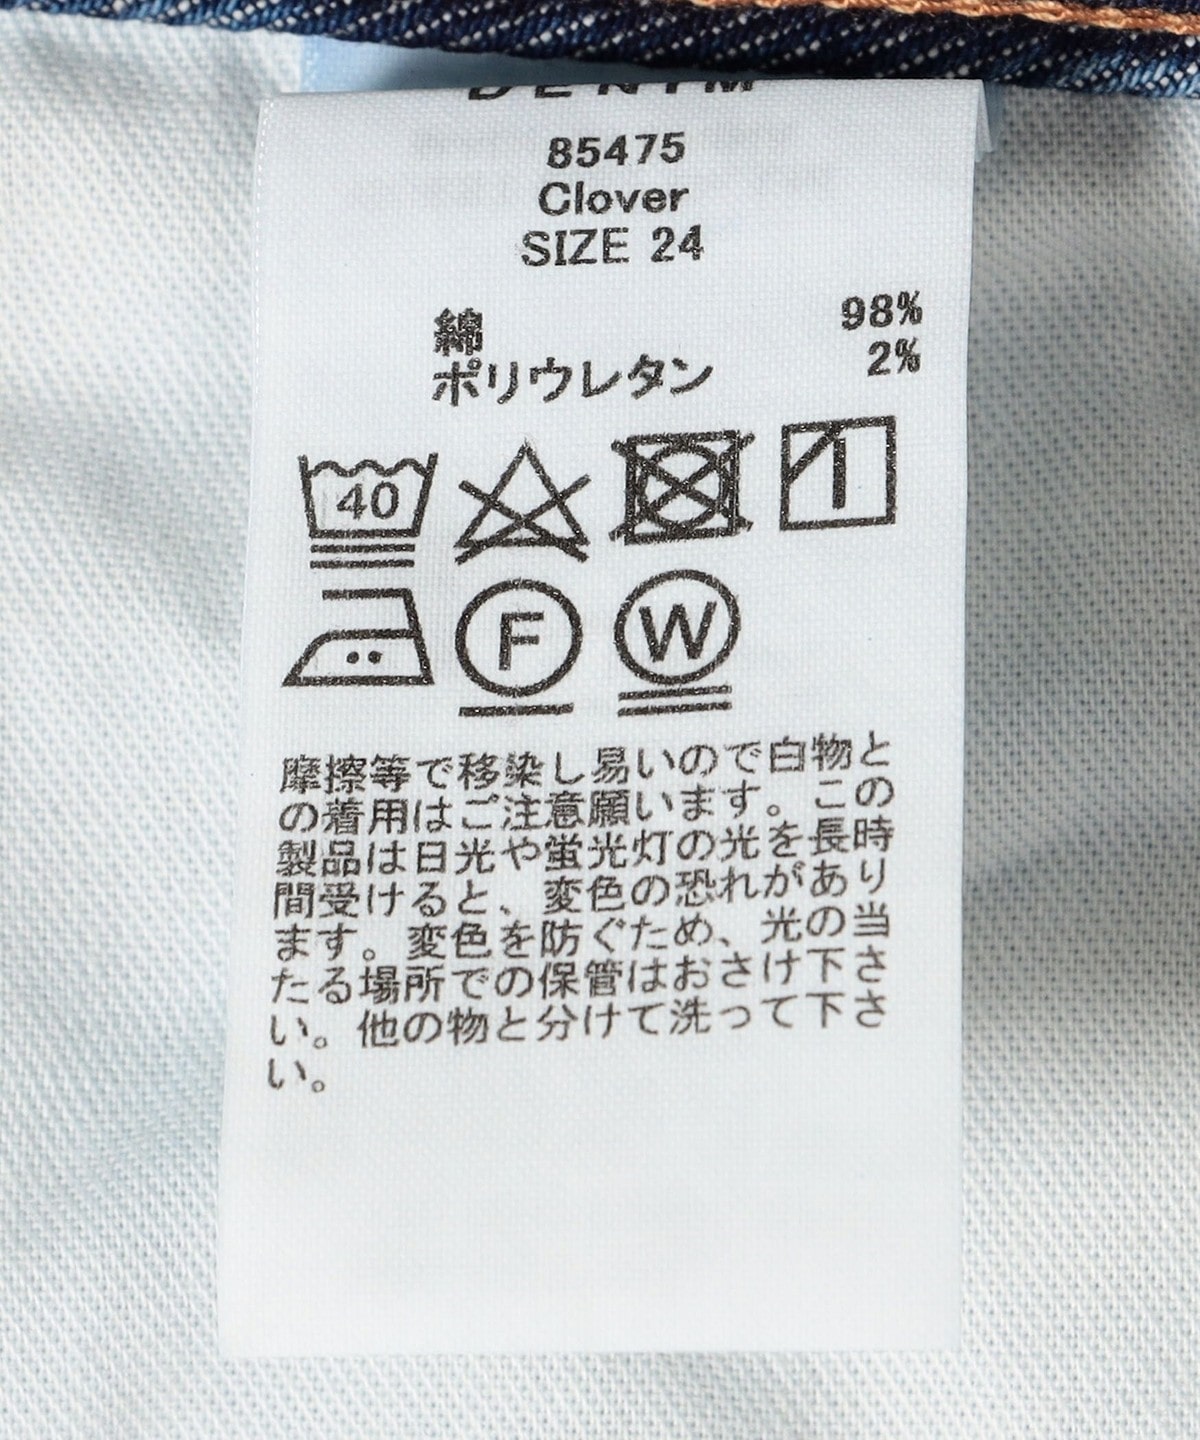 DENIM
85475
Clover
SIZE 24
綿 98%
ポリウレタン 2%
40
F W
摩擦等で移染し易いので白物と
の着用はご注意願います。この
製品は日光や蛍光灯の光を長時
間受けると、変色の恐れがあり
ます。変色を防ぐため、光の当
たる場所での保管はおさけ下さ
い。他の物と分けて洗って下さ
い。